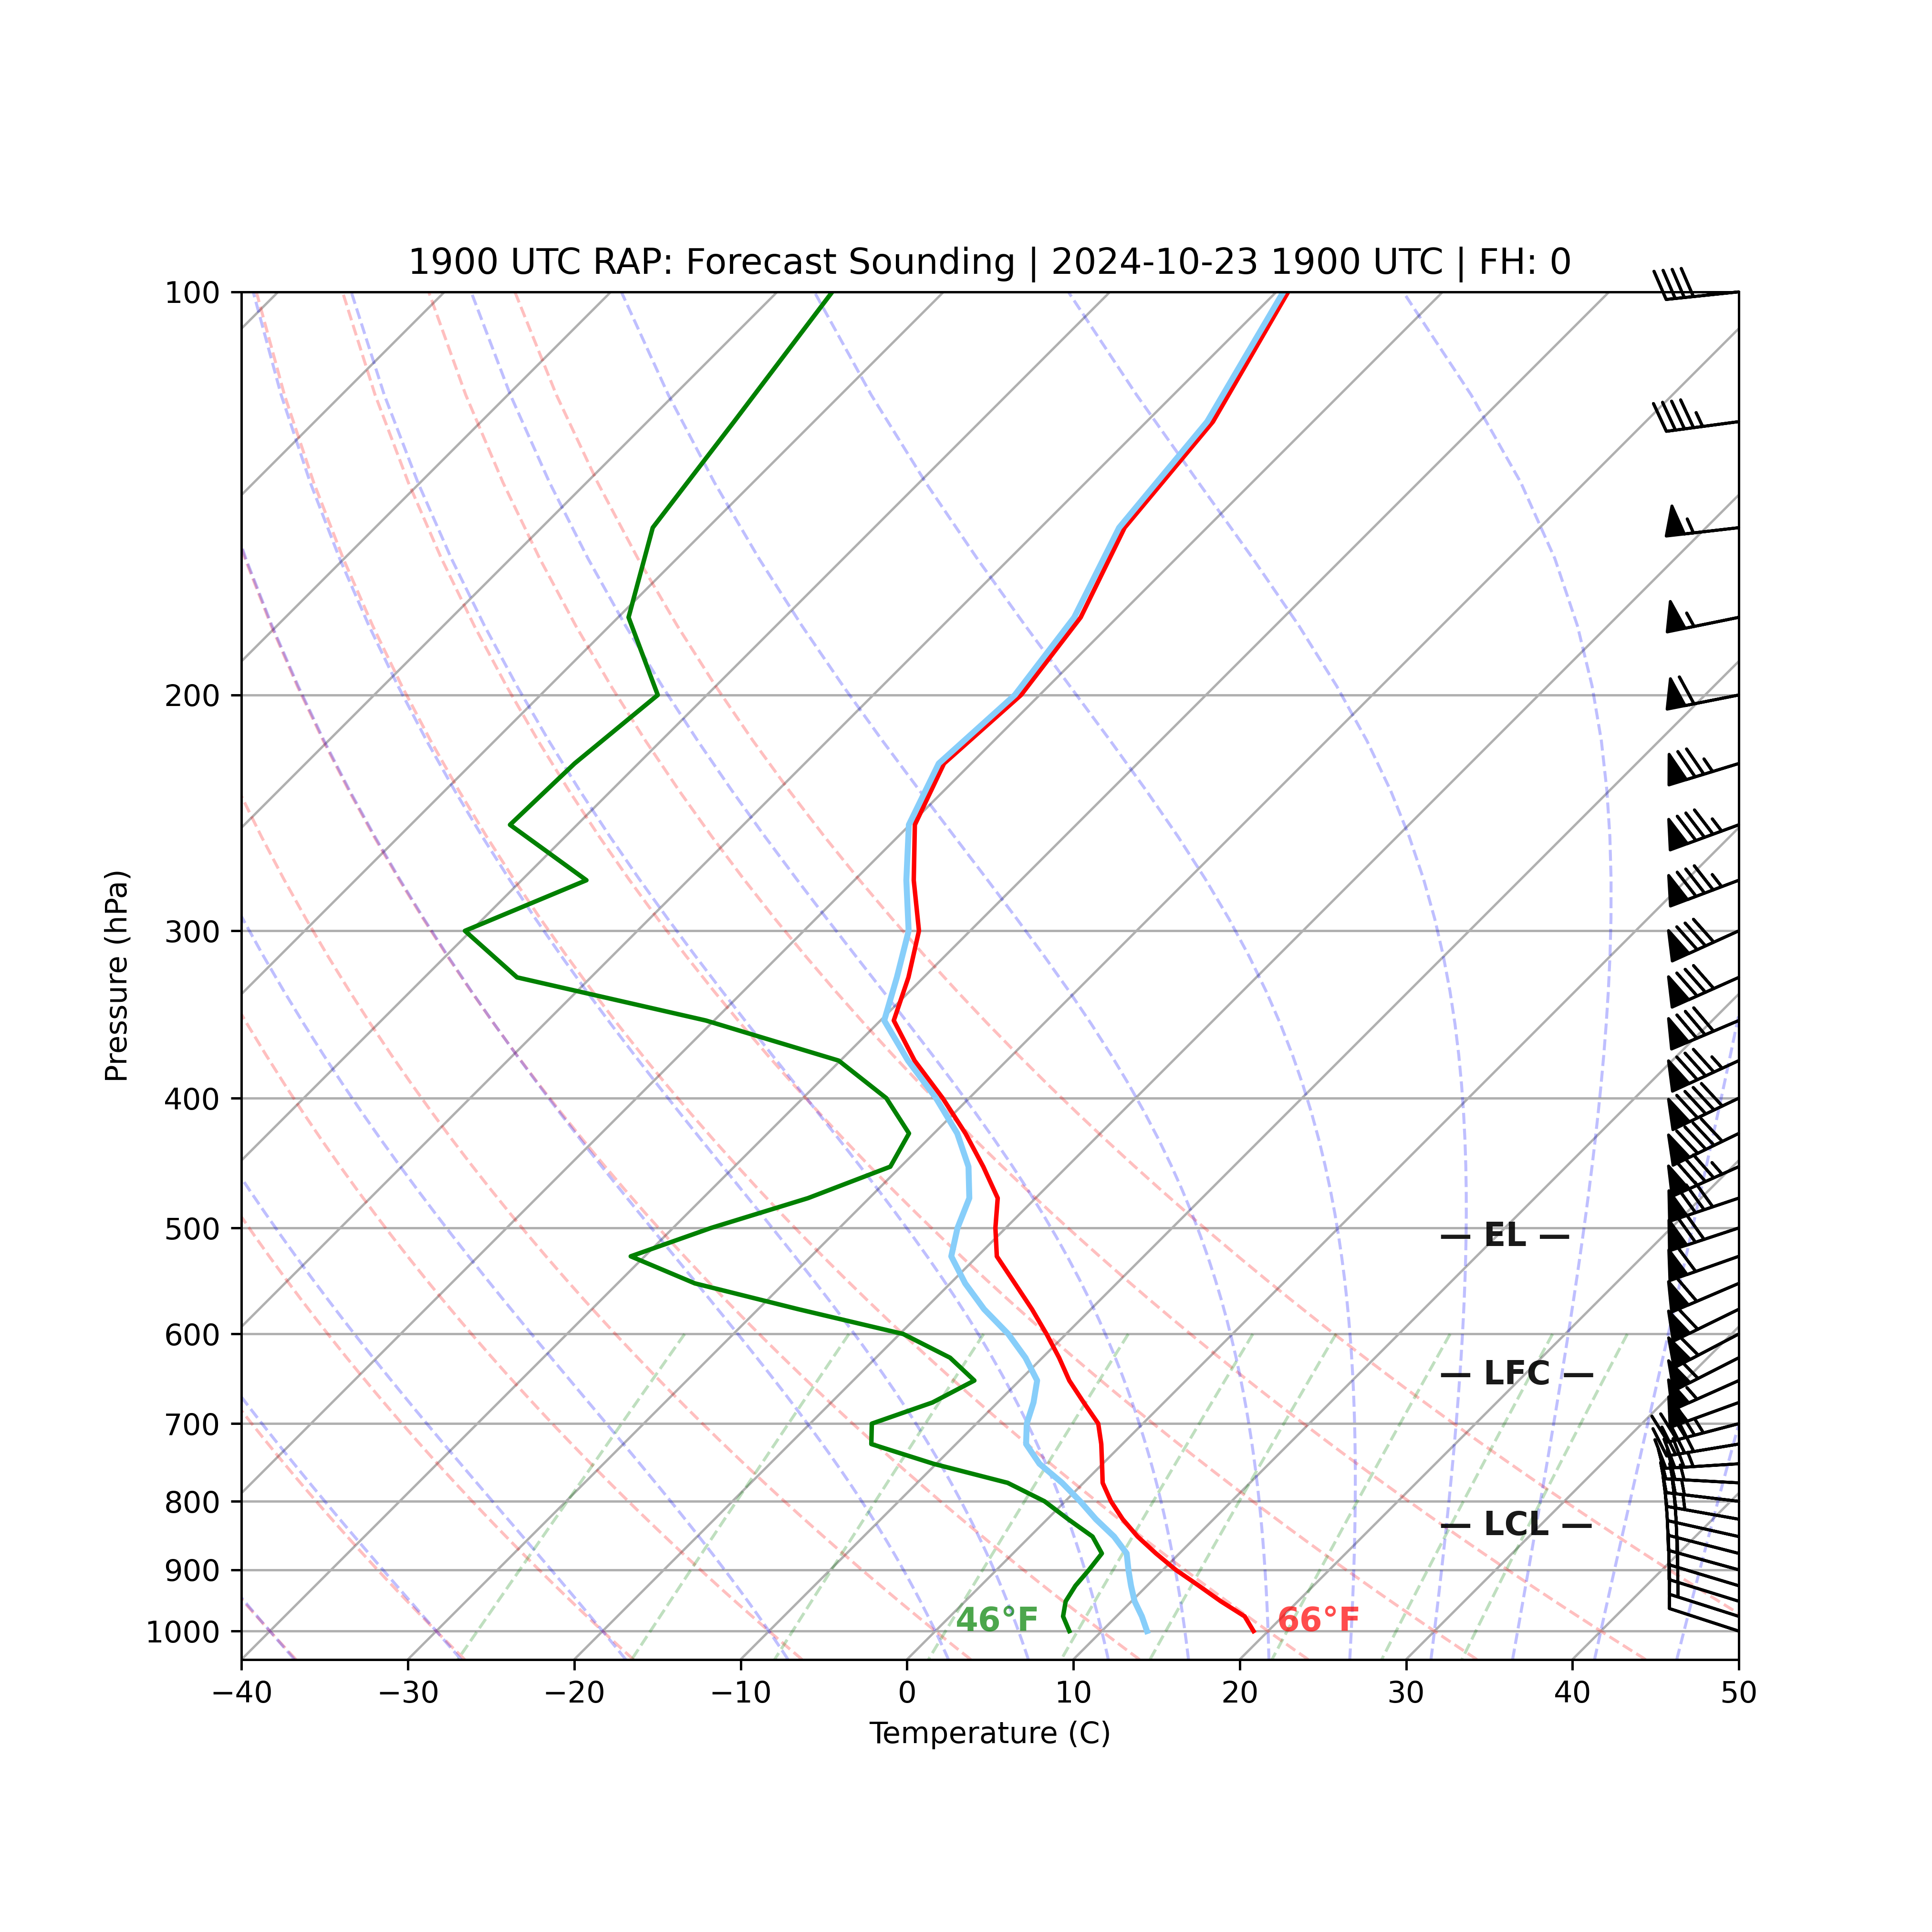 1900 UTC RAP: Forecast Sounding | 2024-10-23 1900 UTC | FH: 0
100
200
300
400
500
600
700
800
900
1000
Pressure (hPa)
— EL —
— LFC —
— LCL —
46°F
66°F
−40 −30 −20 −10 0 10 20 30 40 50
Temperature (C)